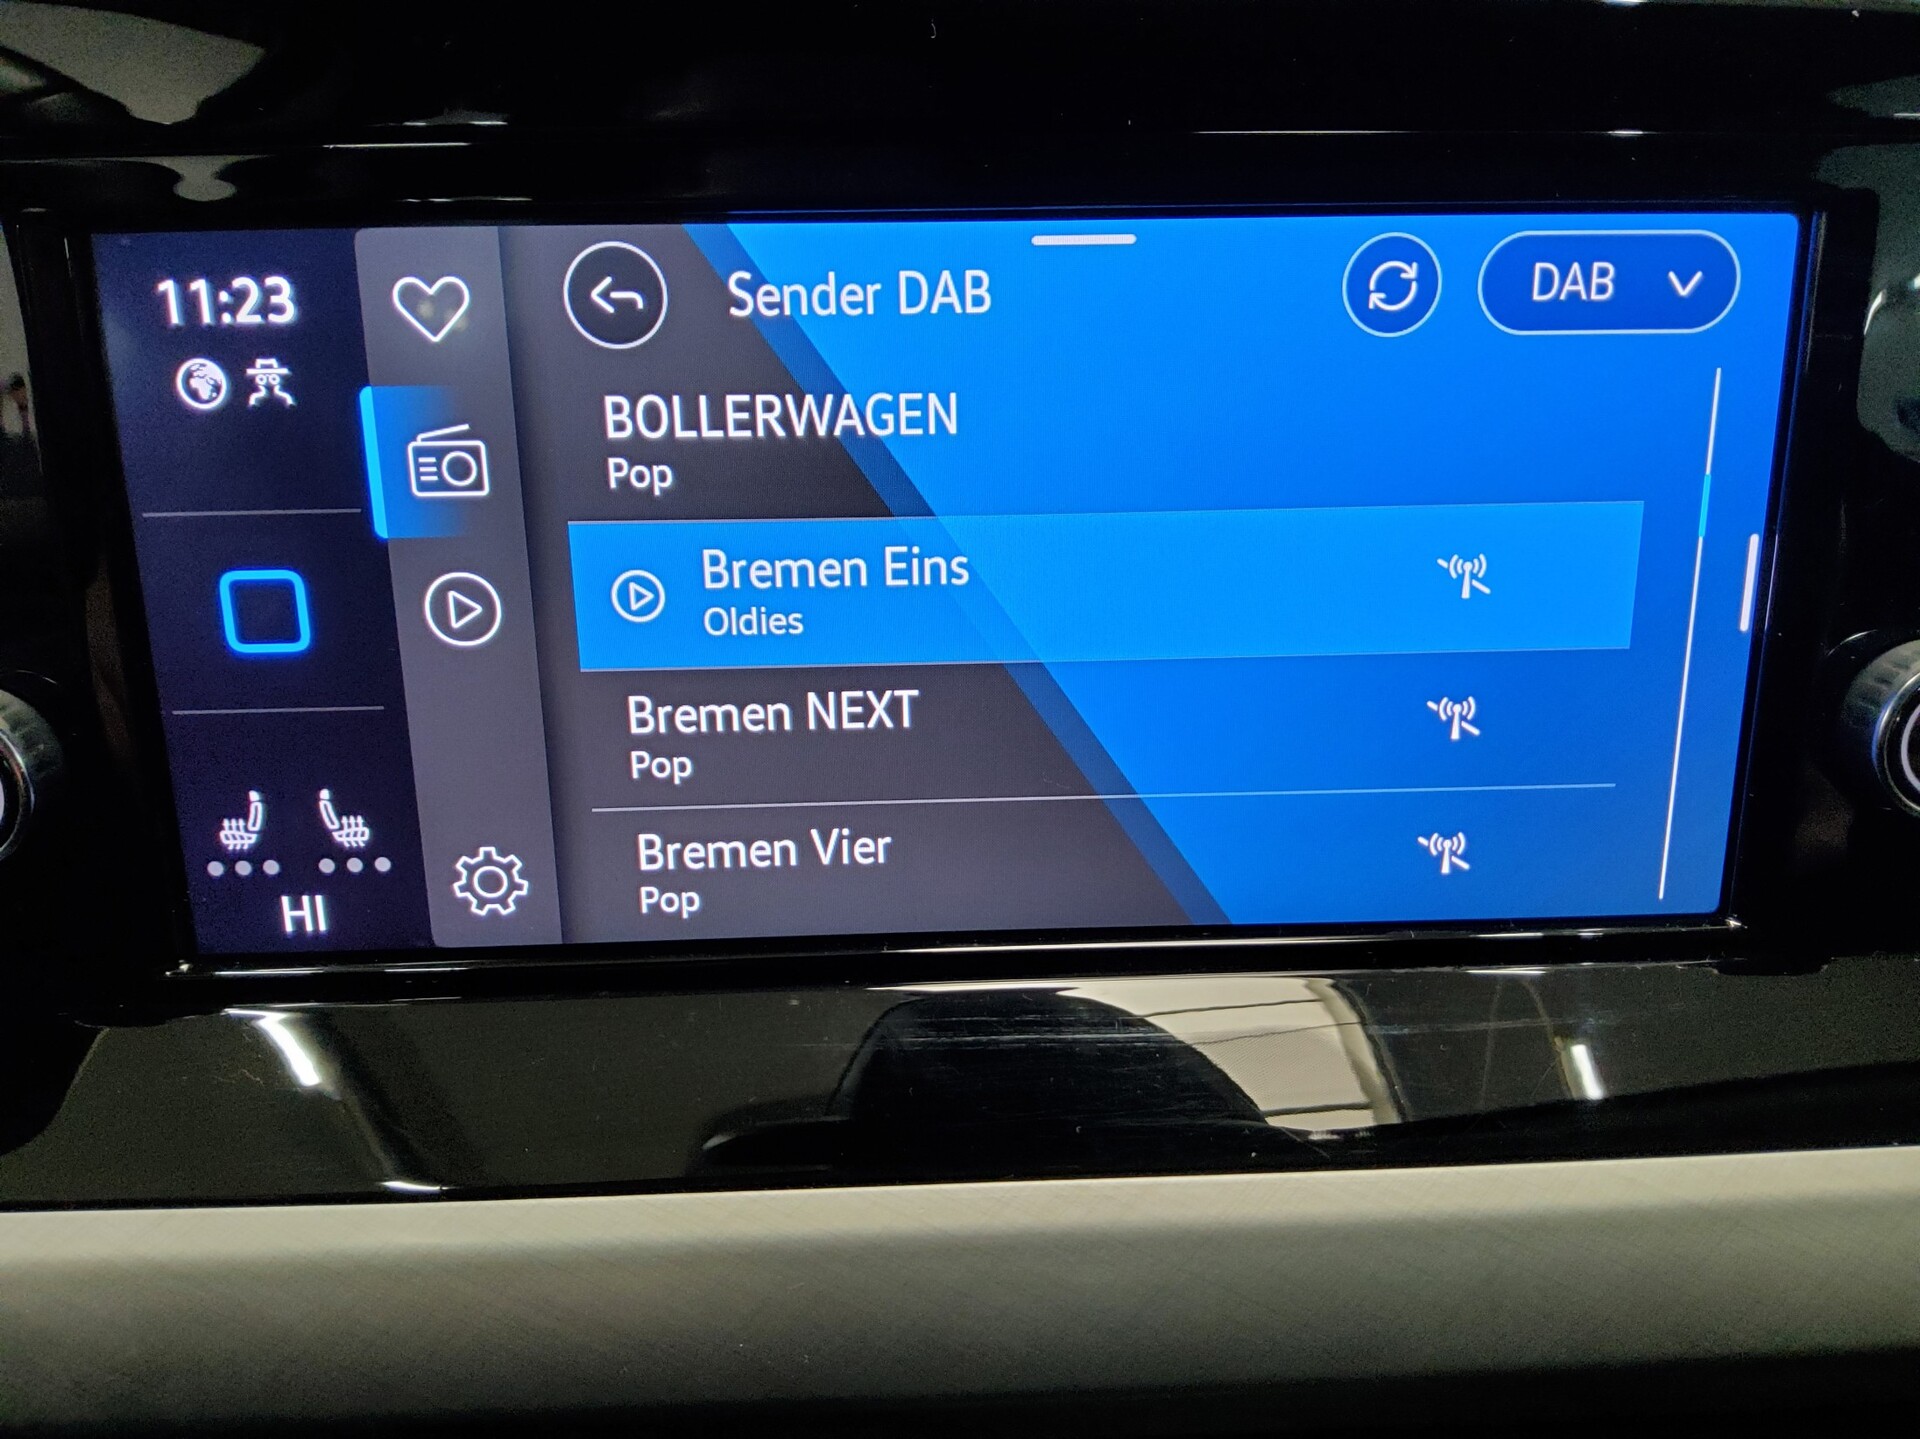 11:23
Sender DAB
DAB
BOLLERWAGEN
Pop
Bremen Eins
Oldies
Bremen NEXT
Pop
Bremen Vier
Pop
HI